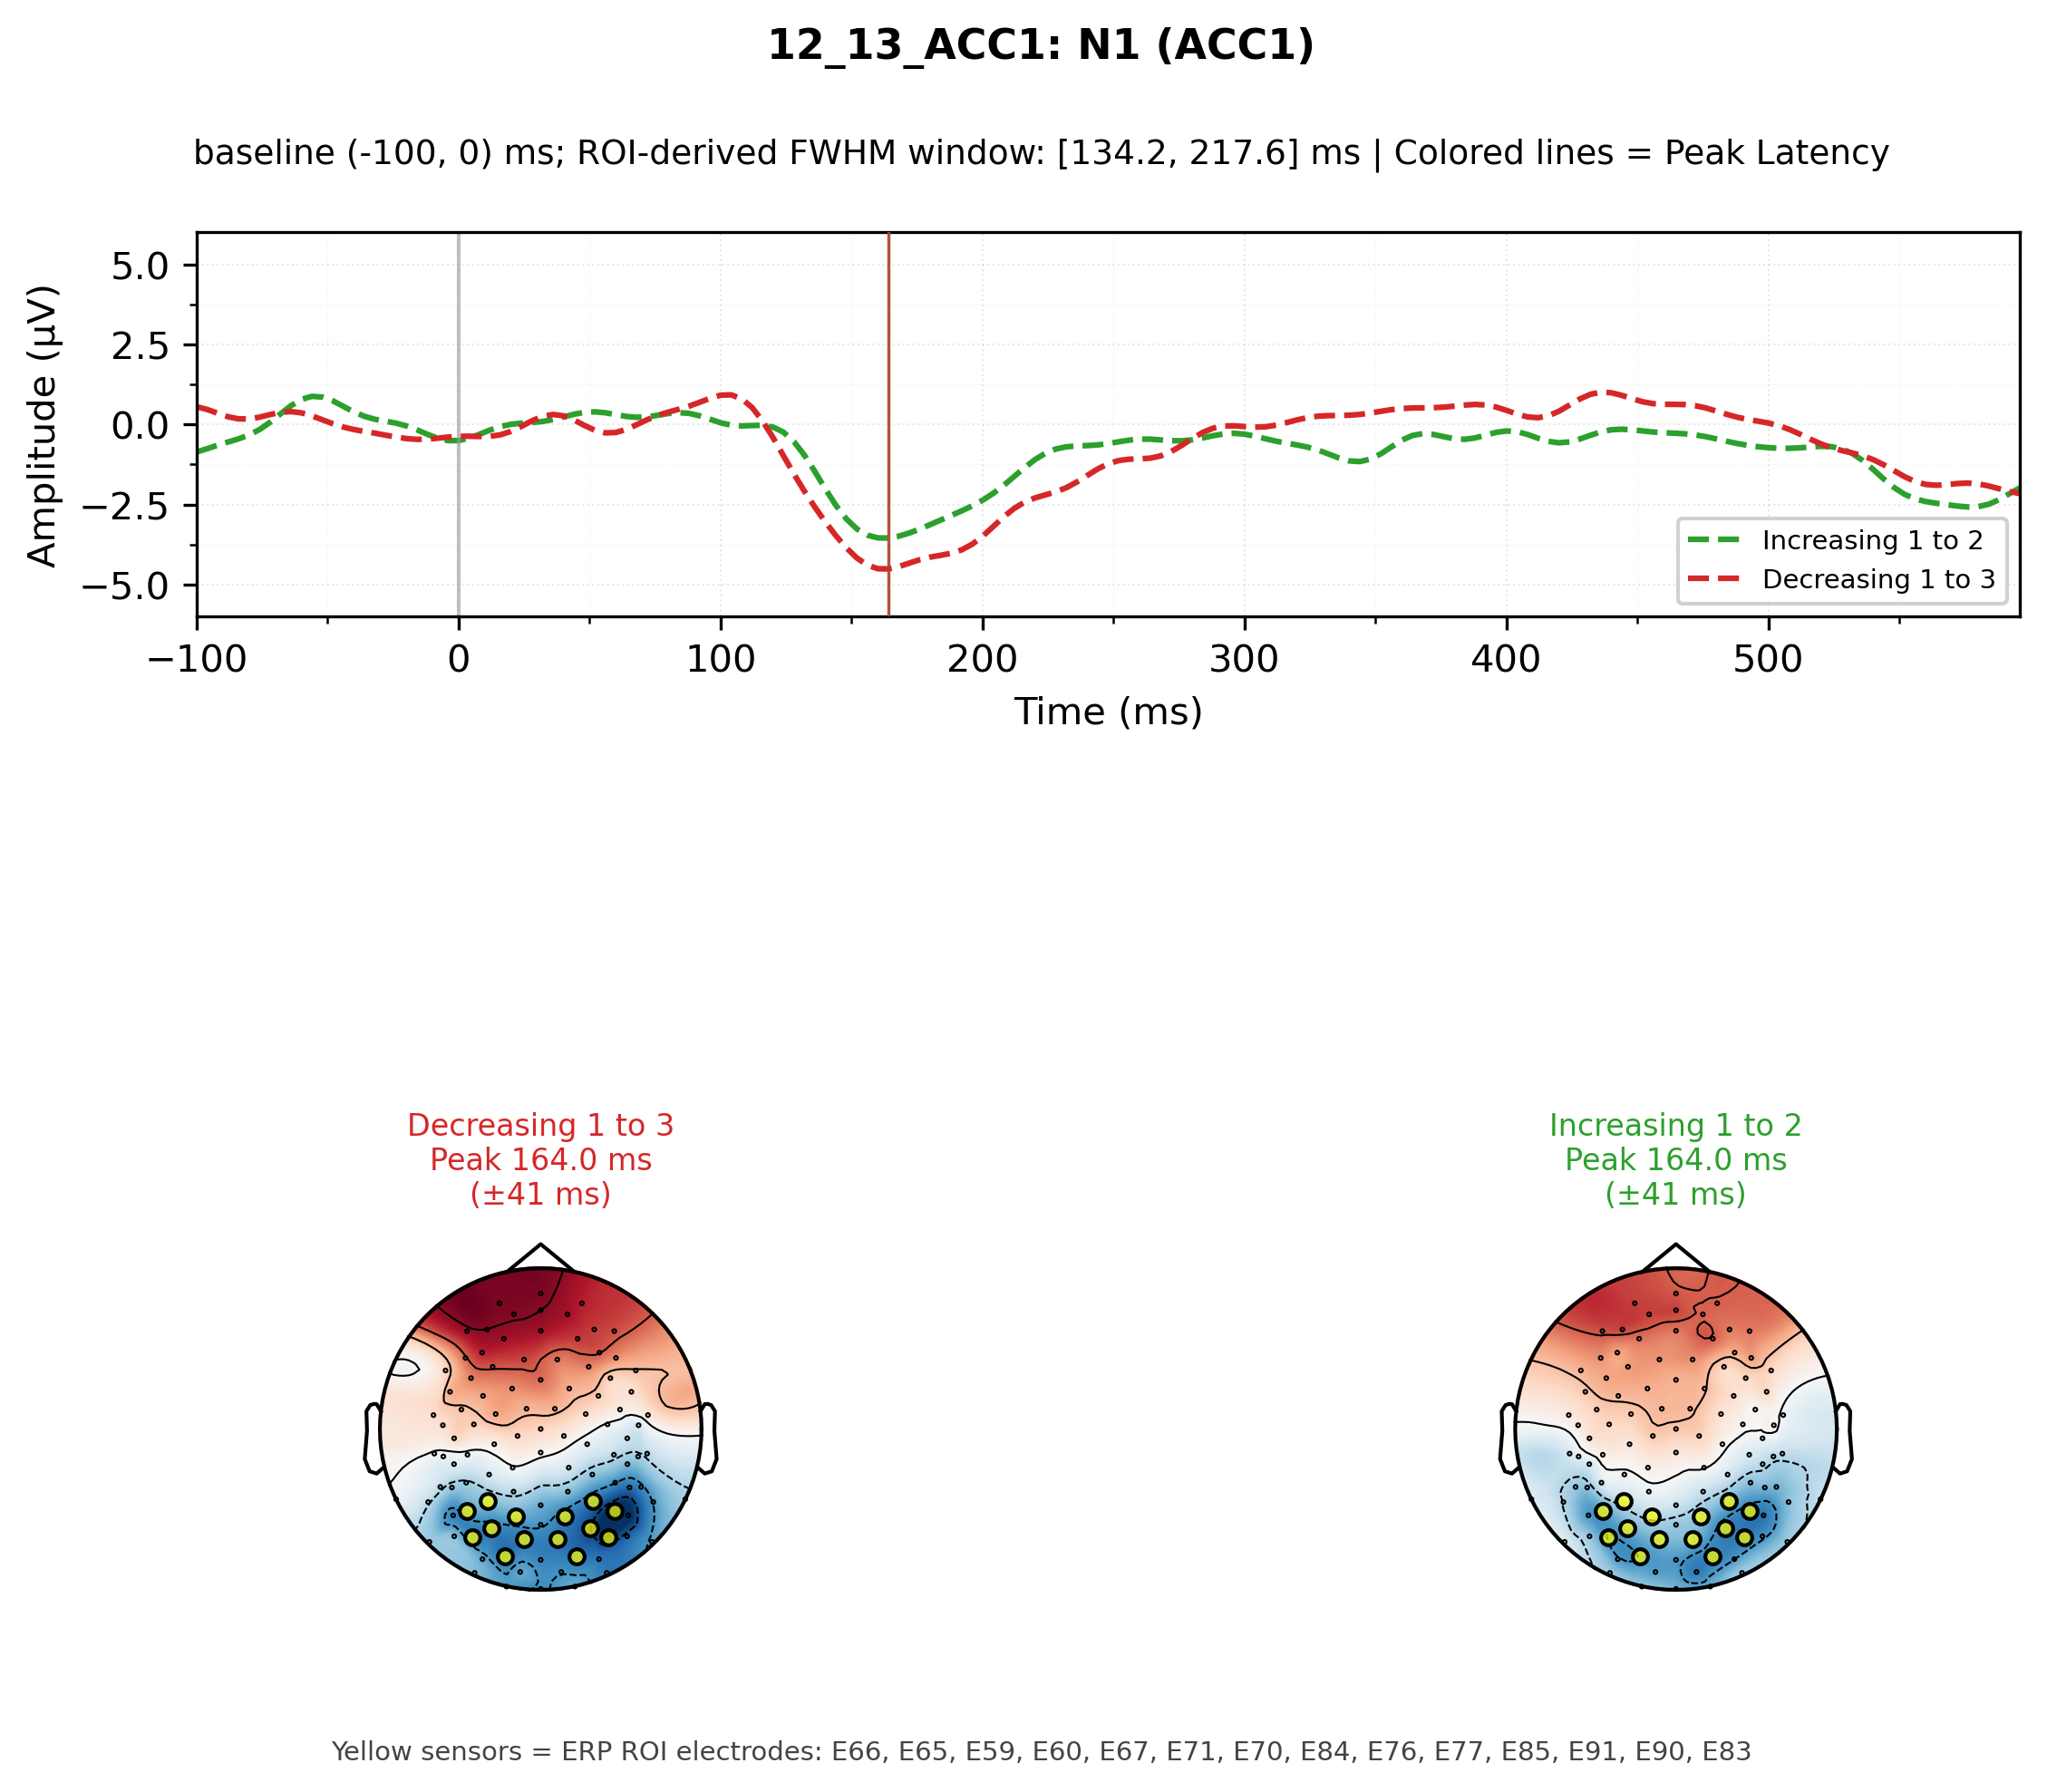 12_13_ACC1: N1 (ACC1)
baseline (-100, 0) ms; ROI-derived FWHM window: [134.2, 217.6] ms | Colored lines = Peak Latency
Amplitude (µV)
5.0
2.5
0.0
−2.5
−5.0
Increasing 1 to 2
Decreasing 1 to 3
−100 0 100 200 300 400 500
Time (ms)
Decreasing 1 to 3
Peak 164.0 ms
(±41 ms)
Increasing 1 to 2
Peak 164.0 ms
(±41 ms)
Yellow sensors = ERP ROI electrodes: E66, E65, E59, E60, E67, E71, E70, E84, E76, E77, E85, E91, E90, E83